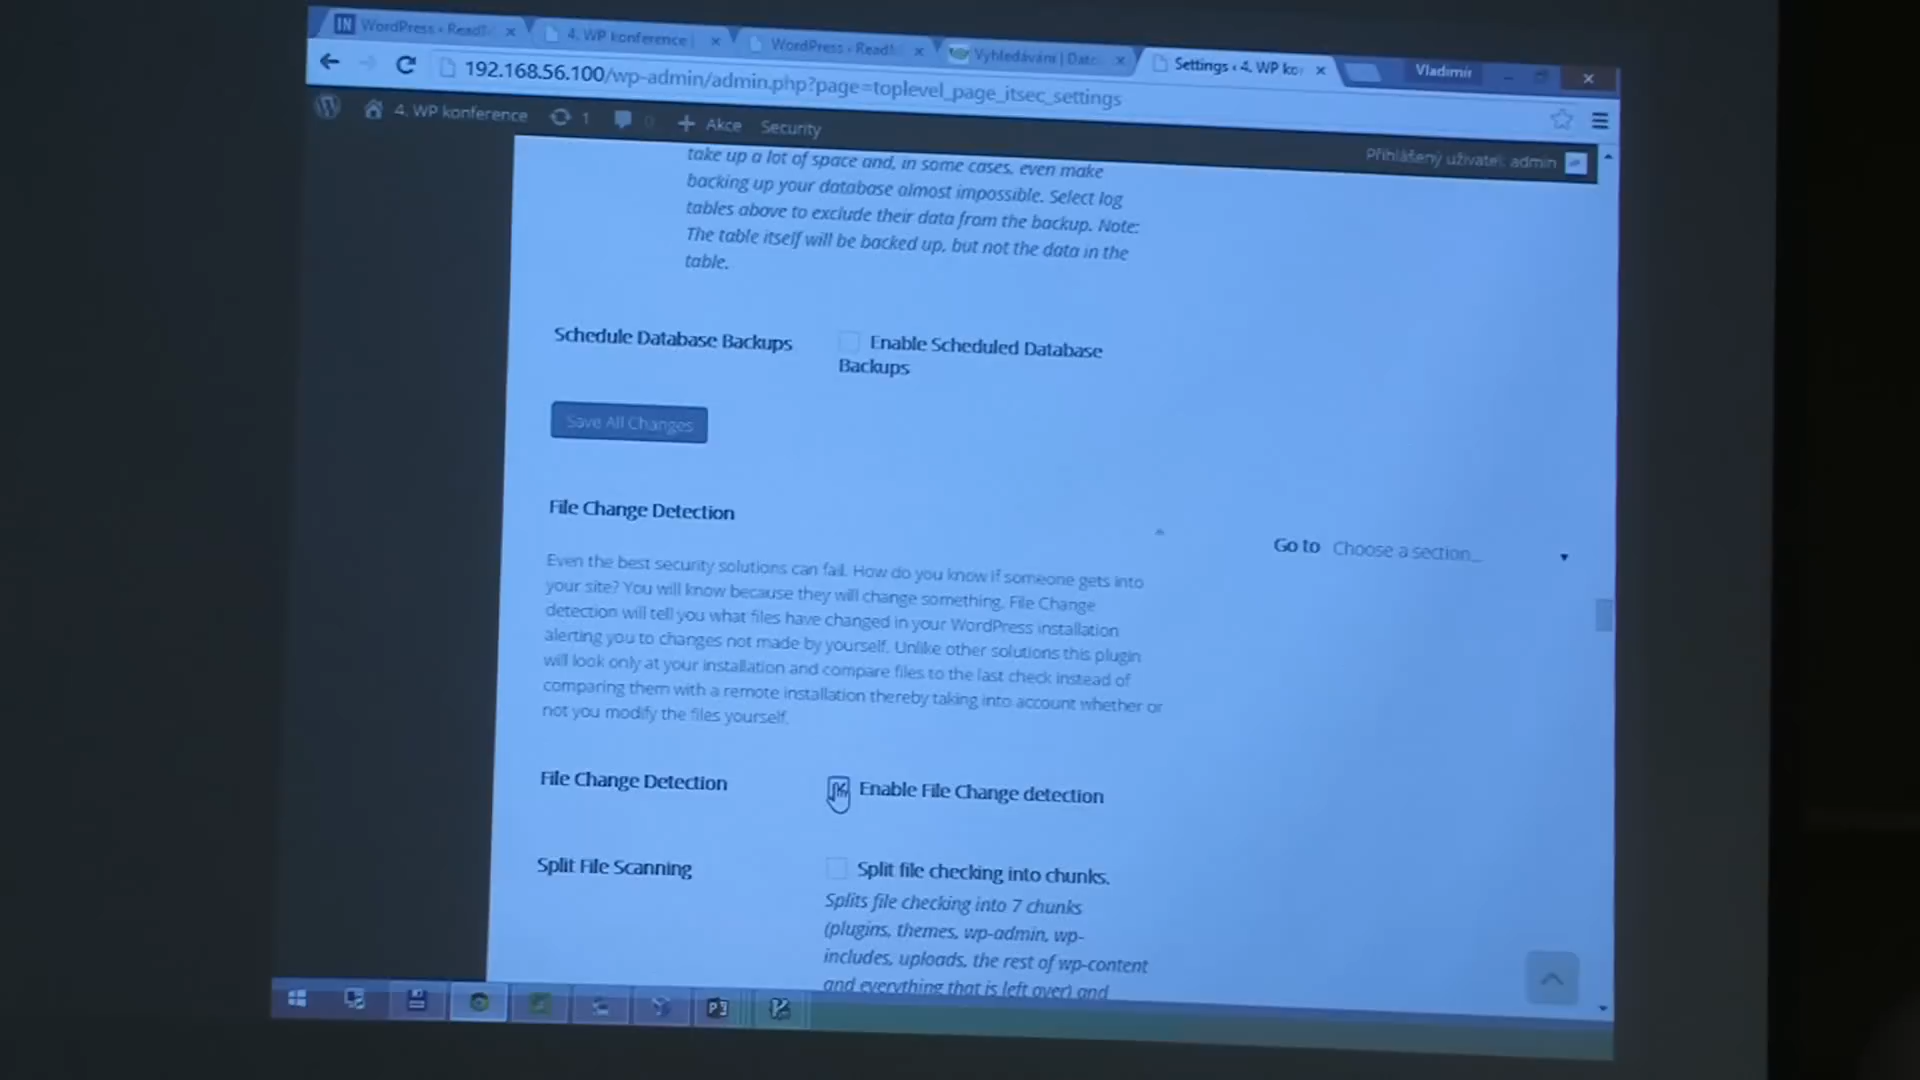 IN WordPress ‹ Read
4. WP konference |
WordPress ‹ Read
Vyhledávání | Data
Settings ‹ 4. WP ko
Vladimír
192.168.56.100/wp-admin/admin.php?page=toplevel_page_itsec_settings
4. WP konference
1
0
+ Akce
Security
Přihlášený uživatel: admin
take up a lot of space and, in some cases, even make
backing up your database almost impossible. Select log
tables above to exclude their data from the backup. Note:
The table itself will be backed up, but not the data in the
table.
Schedule Database Backups
Enable Scheduled Database
Backups
Save All Changes
File Change Detection
Go to Choose a section...
Even the best security solutions can fail. How do you know if someone gets into
your site? You will know because they will change something. File Change
detection will tell you what files have changed in your WordPress installation
alerting you to changes not made by yourself. Unlike other solutions this plugin
will look only at your installation and compare files to the last check instead of
comparing them with a remote installation thereby taking into account whether or
not you modify the files yourself.
File Change Detection
Enable File Change detection
Split File Scanning
Split file checking into chunks.
Splits file checking into 7 chunks
(plugins, themes, wp-admin, wp-
includes, uploads, the rest of wp-content
and everything that is left over) and